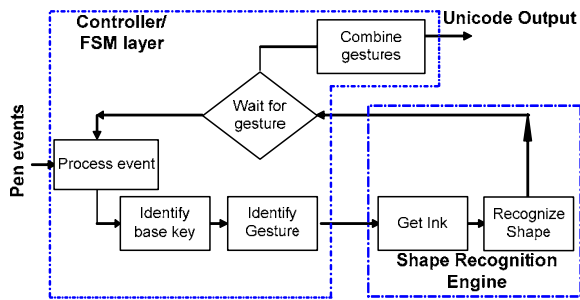 Controller/
FSM layer
Unicode Output
Combine
gestures
Wait for
gesture
Pen events
Process event
Identify
base key
Identify
Gesture
Get Ink
Recognize
Shape
Shape Recognition
Engine